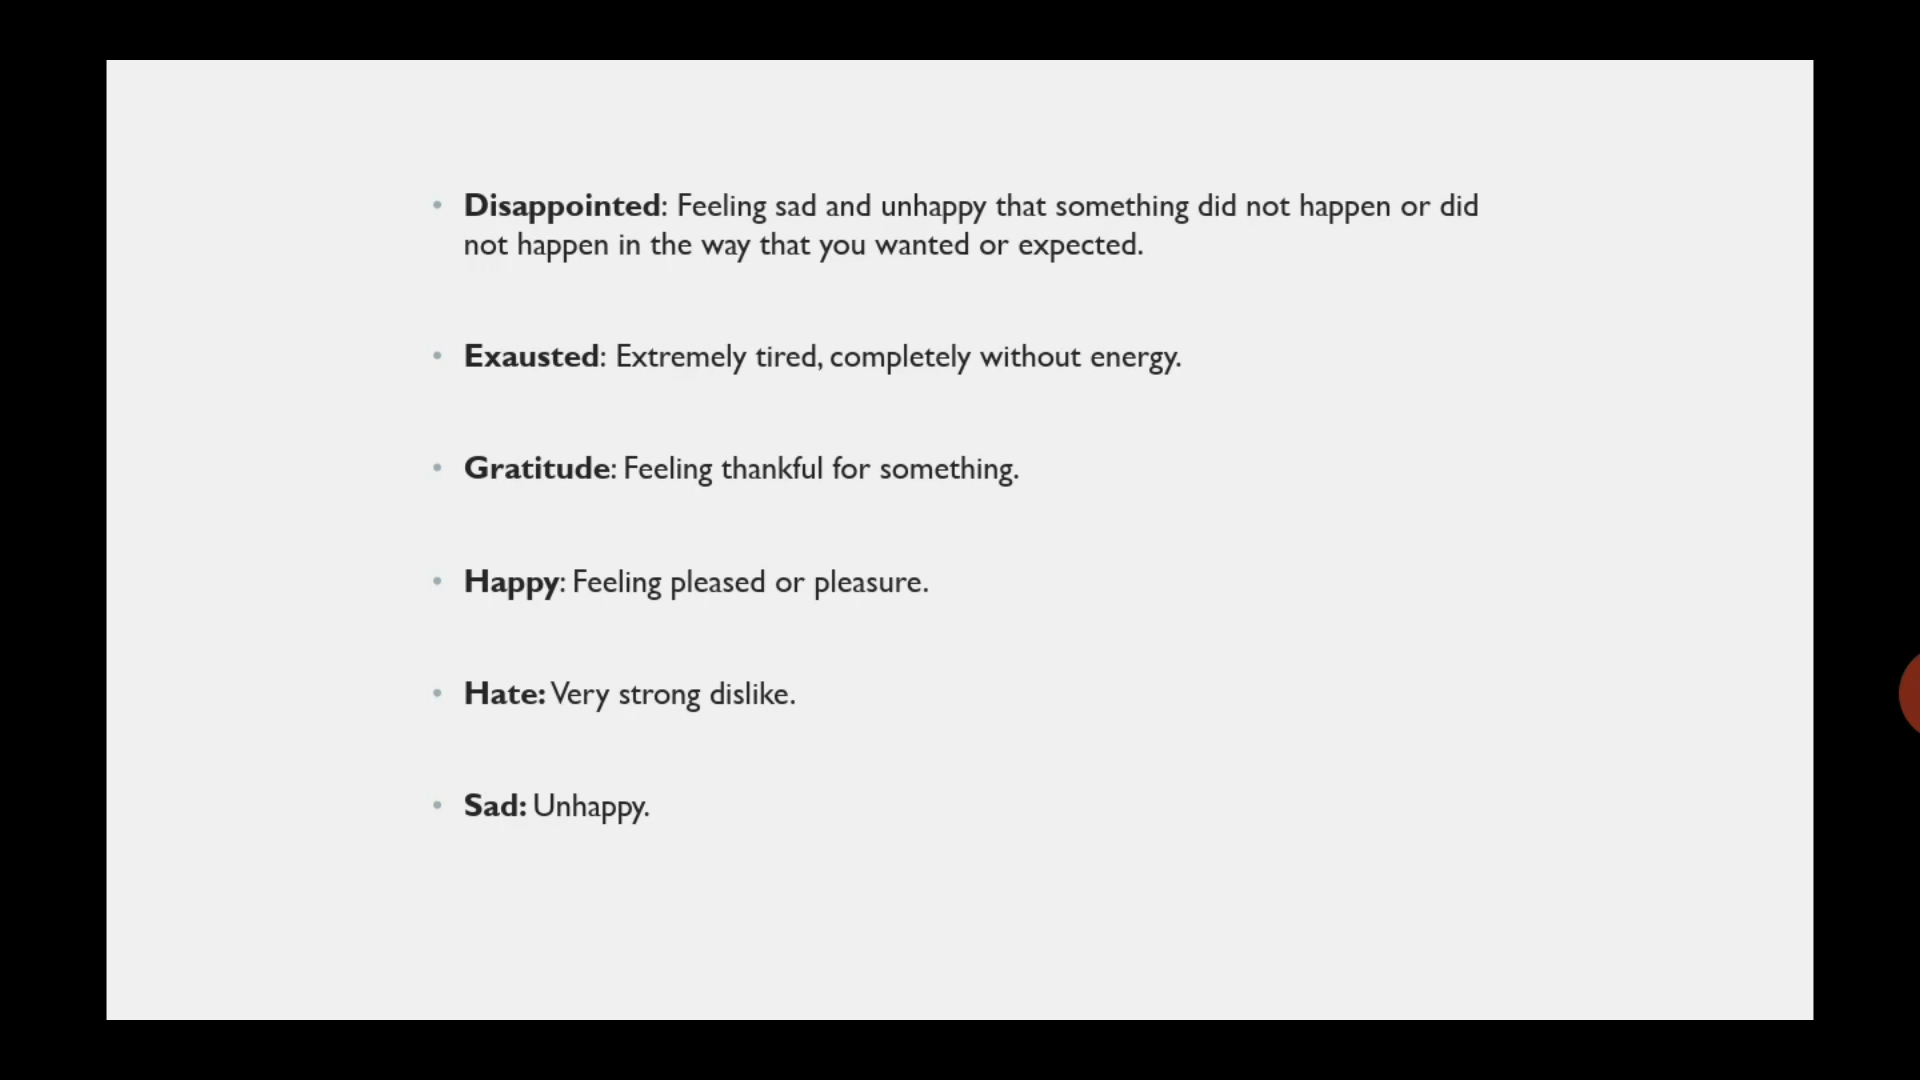 • Disappointed: Feeling sad and unhappy that something did not happen or did
not happen in the way that you wanted or expected.
• Exausted: Extremely tired, completely without energy.
• Gratitude: Feeling thankful for something.
• Happy: Feeling pleased or pleasure.
• Hate: Very strong dislike.
• Sad: Unhappy.